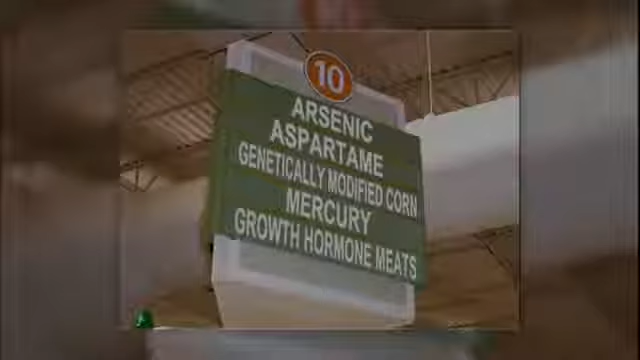 10
ARSENIC
ASPARTAME
GENETICALLY MODIFIED CORN
MERCURY
GROWTH HORMONE MEATS